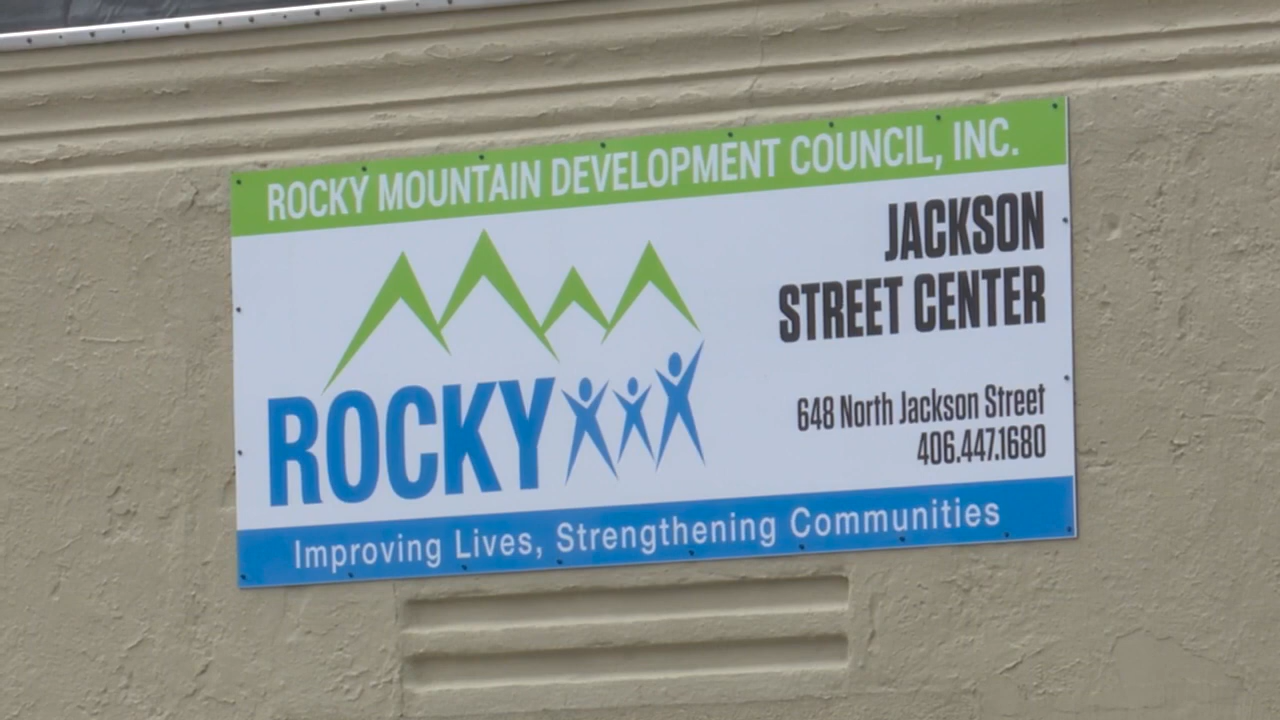 ROCKY MOUNTAIN DEVELOPMENT COUNCIL, INC.
JACKSON
STREET CENTER
ROCKY
648 North Jackson Street
406.447.1680
Improving Lives, Strengthening Communities